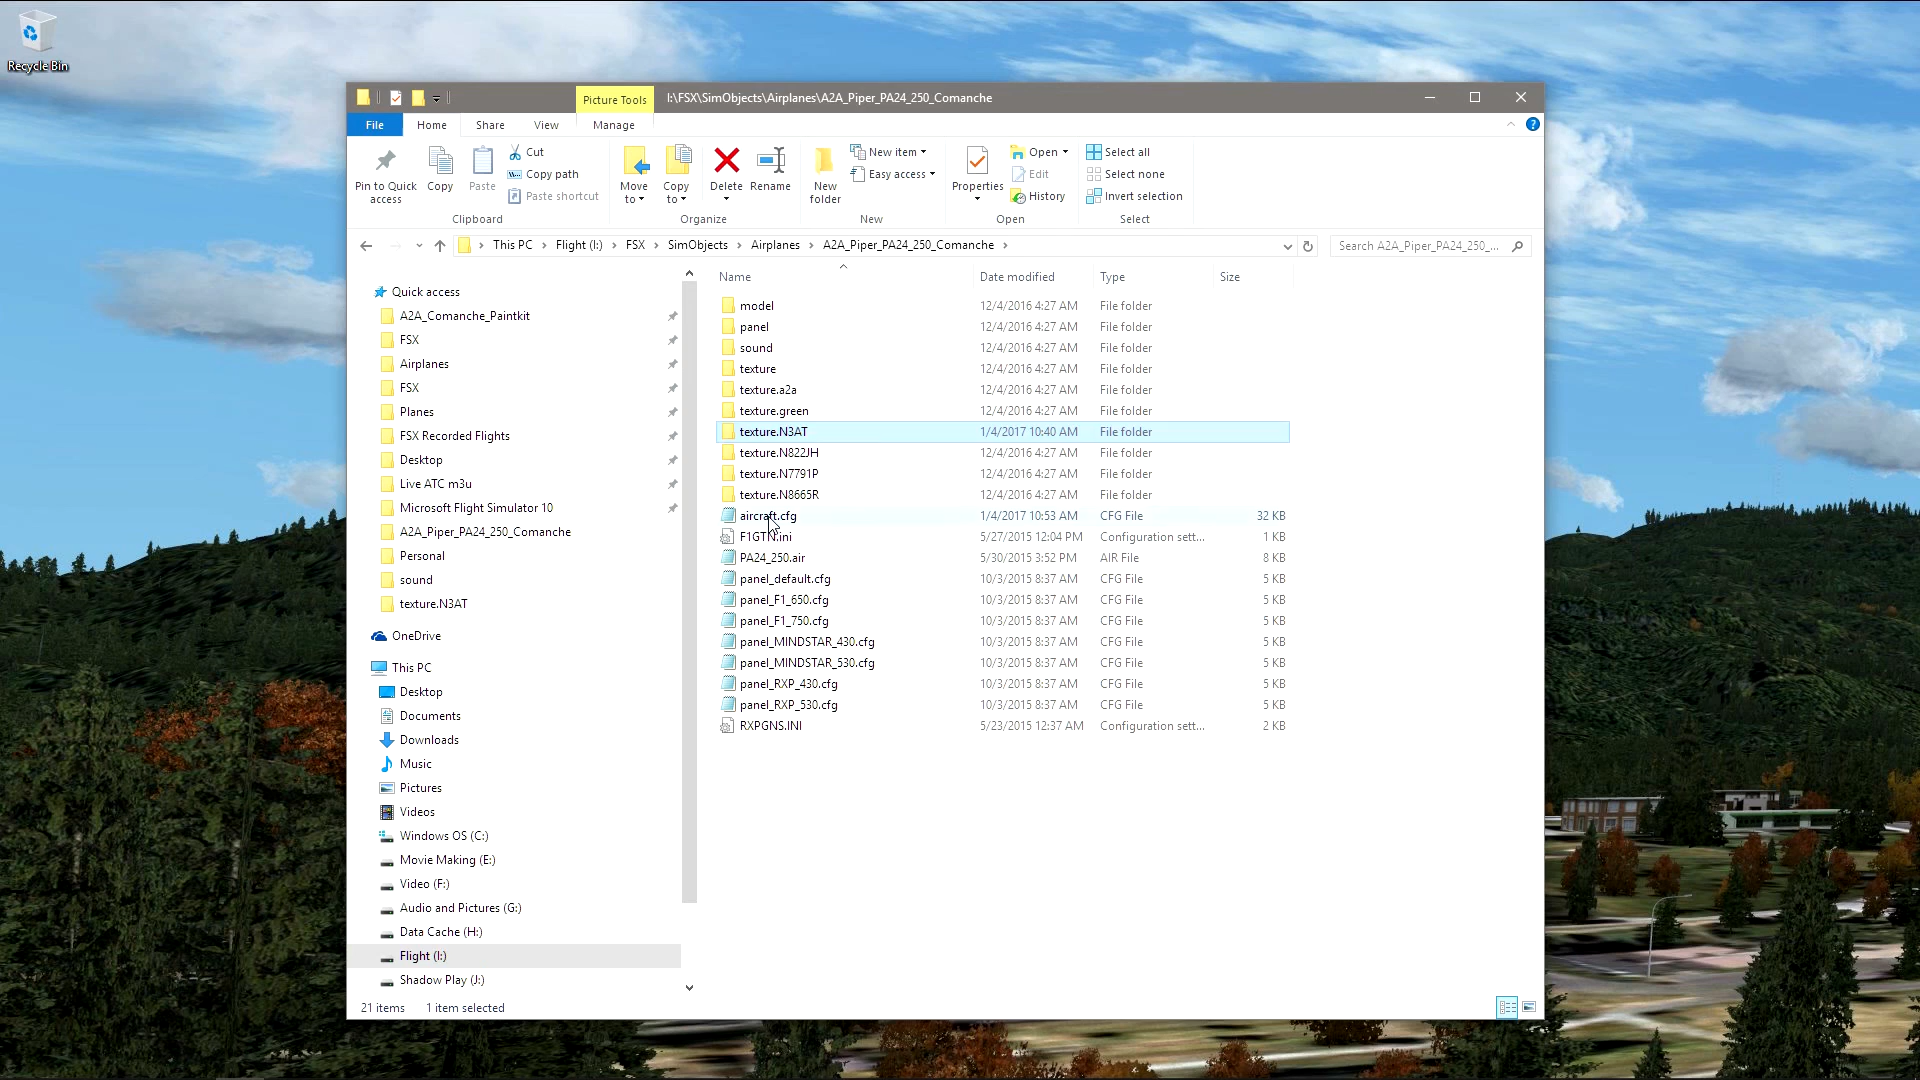 Recycle Bin
Picture Tools
I:\FSX\SimObjects\Airplanes\A2A_Piper_PA24_250_Comanche
File
Home
Share
View
Manage
Pin to Quick access
Copy
Paste
Cut
Copy path
Paste shortcut
Clipboard
Move to
Copy to
Delete
Rename
Organize
New folder
New item
Easy access
New
Properties
Open
Edit
History
Open
Select all
Select none
Invert selection
Select
This PC > Flight (I:) > FSX > SimObjects > Airplanes > A2A_Piper_PA24_250_Comanche >
Search A2A_Piper_PA24_250_...
Quick access
A2A_Comanche_Paintkit
FSX
Airplanes
FSX
Planes
FSX Recorded Flights
Desktop
Live ATC m3u
Microsoft Flight Simulator 10
A2A_Piper_PA24_250_Comanche
Personal
sound
texture.N3AT
OneDrive
This PC
Desktop
Documents
Downloads
Music
Pictures
Videos
Windows OS (C:)
Movie Making (E:)
Video (F:)
Audio and Pictures (G:)
Data Cache (H:)
Flight (I:)
Shadow Play (J:)
Name Date modified Type Size
model 12/4/2016 4:27 AM File folder
panel 12/4/2016 4:27 AM File folder
sound 12/4/2016 4:27 AM File folder
texture 12/4/2016 4:27 AM File folder
texture.a2a 12/4/2016 4:27 AM File folder
texture.green 12/4/2016 4:27 AM File folder
texture.N3AT 1/4/2017 10:40 AM File folder
texture.N822JH 12/4/2016 4:27 AM File folder
texture.N7791P 12/4/2016 4:27 AM File folder
texture.N8665R 12/4/2016 4:27 AM File folder
aircraft.cfg 1/4/2017 10:53 AM CFG File 32 KB
F1GTN.ini 5/27/2015 12:04 PM Configuration sett... 1 KB
PA24_250.air 5/30/2015 3:52 PM AIR File 8 KB
panel_default.cfg 10/3/2015 8:37 AM CFG File 5 KB
panel_F1_650.cfg 10/3/2015 8:37 AM CFG File 5 KB
panel_F1_750.cfg 10/3/2015 8:37 AM CFG File 5 KB
panel_MINDSTAR_430.cfg 10/3/2015 8:37 AM CFG File 5 KB
panel_MINDSTAR_530.cfg 10/3/2015 8:37 AM CFG File 5 KB
panel_RXP_430.cfg 10/3/2015 8:37 AM CFG File 5 KB
panel_RXP_530.cfg 10/3/2015 8:37 AM CFG File 5 KB
RXPGNS.INI 5/23/2015 12:37 AM Configuration sett... 2 KB
21 items 1 item selected